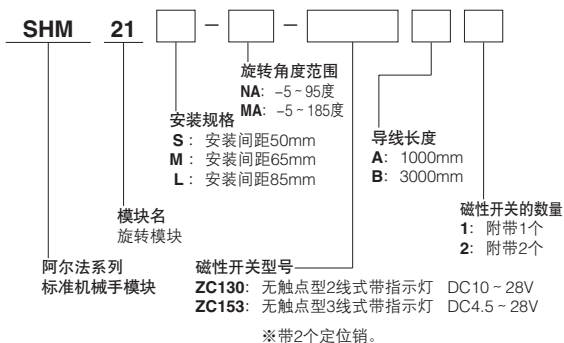 SHM 21 □ － □ － □ □ □
旋转角度范围
NA: −5～95度
MA: −5～185度
安装规格
S： 安装间距50mm
M： 安装间距65mm
L： 安装间距85mm
导线长度
A: 1000mm
B: 3000mm
磁性开关的数量
1: 附带1个
2: 附带2个
模块名
旋转模块
阿尔法系列
标准机械手模块
磁性开关型号
ZC130: 无触点型2线式带指示灯 DC10～28V
ZC153: 无触点型3线式带指示灯 DC4.5～28V
※带2个定位销。